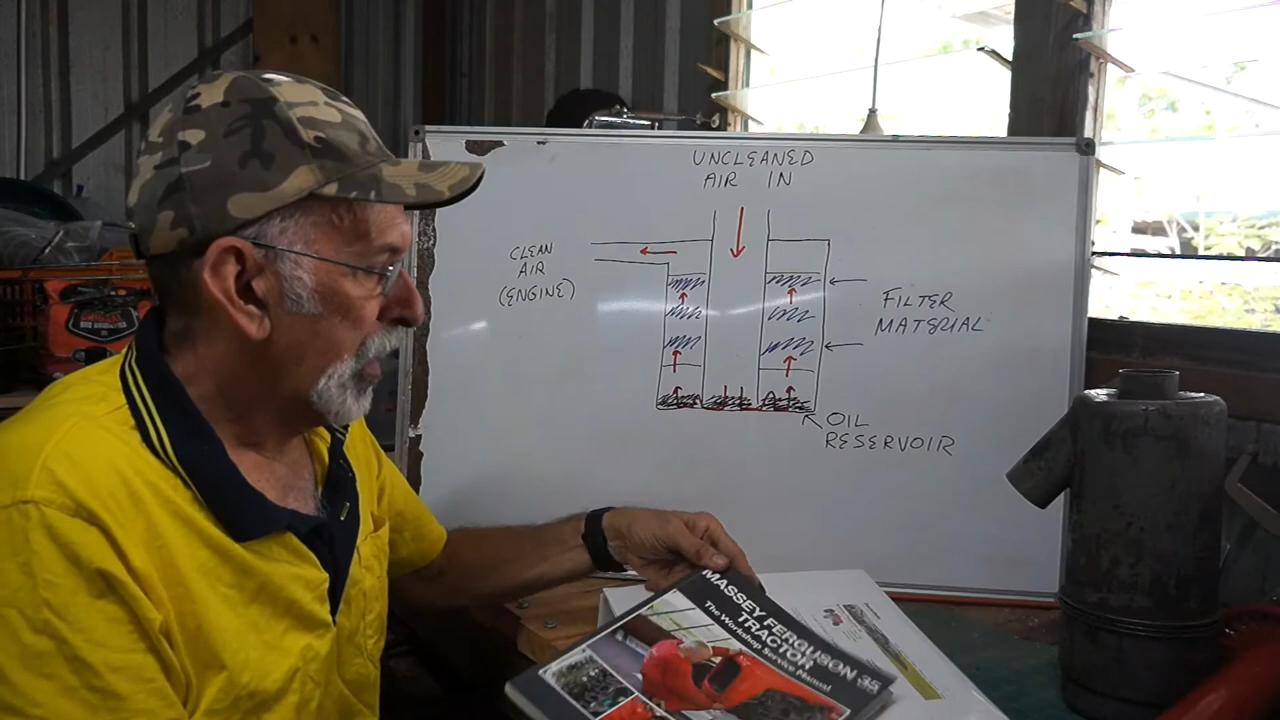 UNCLEANED
AIR IN
CLEAN
AIR
(ENGINE)
FILTER
MATERIAL
OIL
RESERVOIR
MASSEY FERGUSON 35
TRACTOR
The Workshop Service Manual